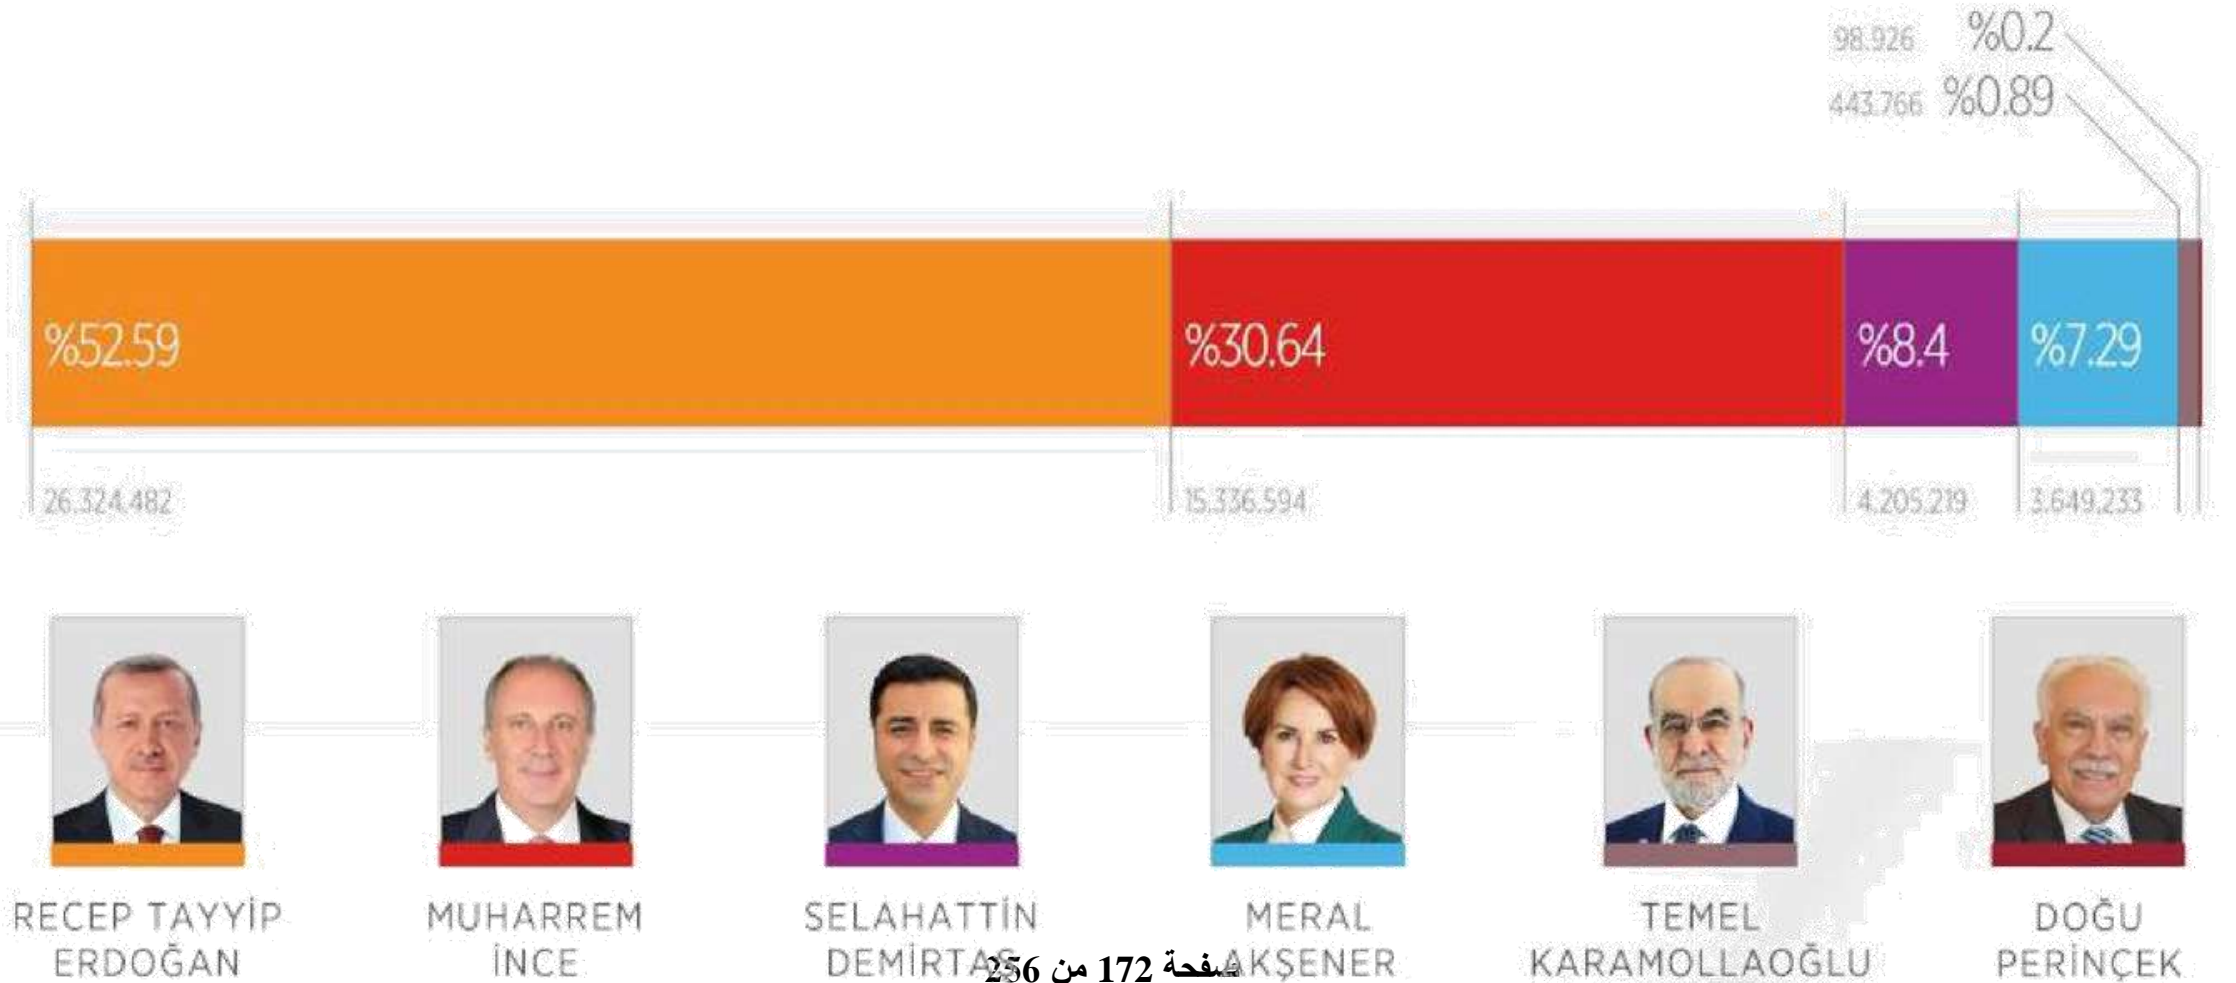 98.926 %0.2
443.766 %0.89
%52.59 %30.64 %8.4 %7.29
26.324.482 15.336.594 4.205.219 3.649.233
RECEP TAYYİP ERDOĞAN
MUHARREM İNCE
SELAHATTİN DEMİRTAŞ
MERAL AKŞENER
TEMEL KARAMOLLAOĞLU
DOĞU PERİNÇEK
صفحة 172 من 256